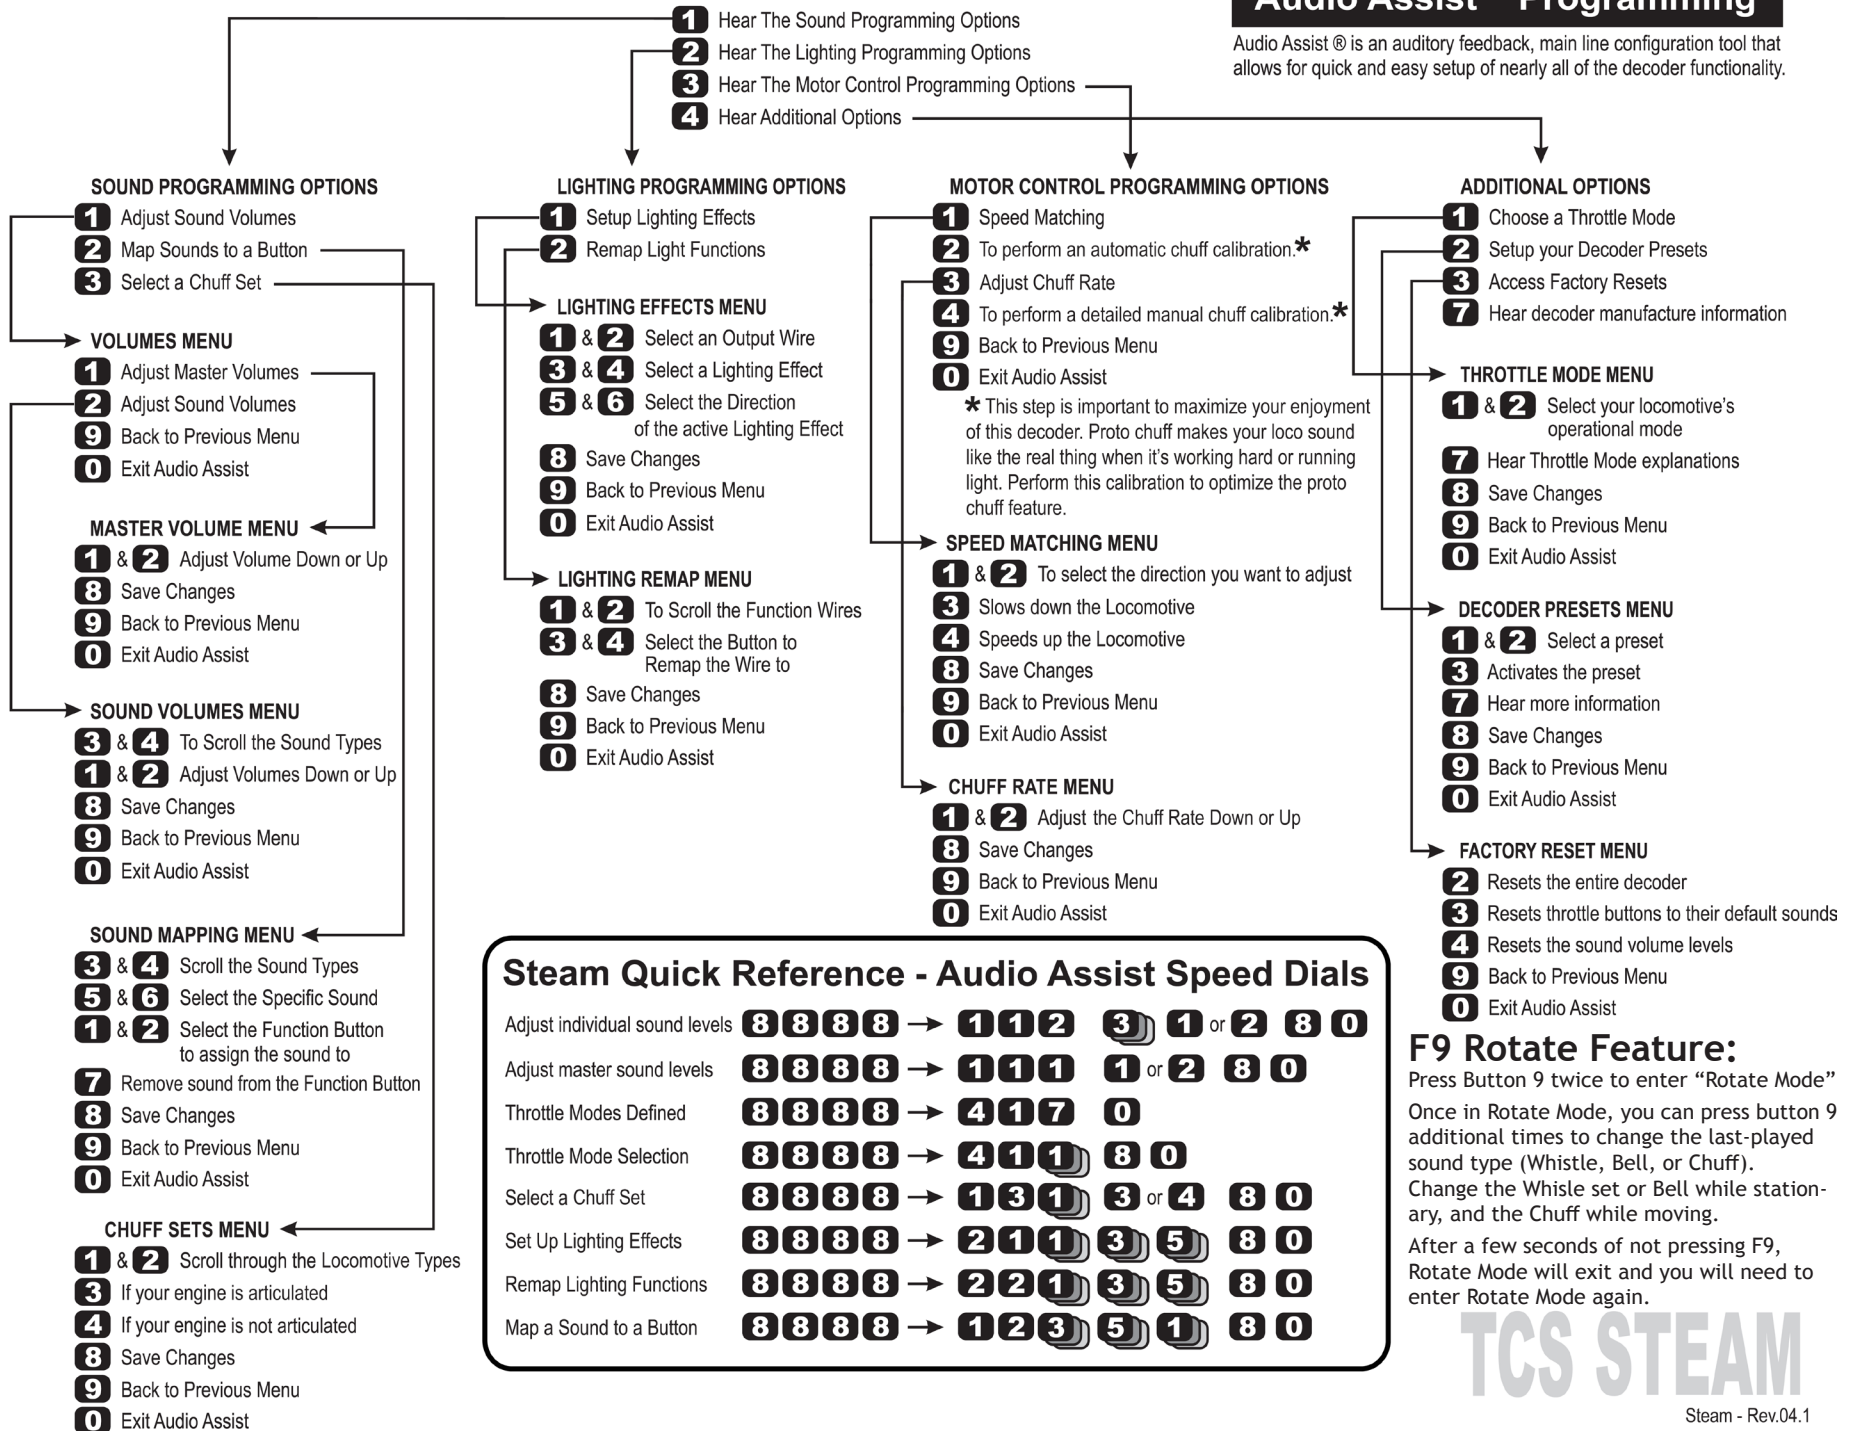 Audio Assist Programming
Audio Assist ® is an auditory feedback, main line configuration tool that
allows for quick and easy setup of nearly all of the decoder functionality.
1 Hear The Sound Programming Options
2 Hear The Lighting Programming Options
3 Hear The Motor Control Programming Options
4 Hear Additional Options
SOUND PROGRAMMING OPTIONS
1 Adjust Sound Volumes
2 Map Sounds to a Button
3 Select a Chuff Set
VOLUMES MENU
1 Adjust Master Volumes
2 Adjust Sound Volumes
9 Back to Previous Menu
0 Exit Audio Assist
MASTER VOLUME MENU
1 & 2 Adjust Volume Down or Up
8 Save Changes
9 Back to Previous Menu
0 Exit Audio Assist
SOUND VOLUMES MENU
3 & 4 To Scroll the Sound Types
1 & 2 Adjust Volumes Down or Up
8 Save Changes
9 Back to Previous Menu
0 Exit Audio Assist
SOUND MAPPING MENU
3 & 4 Scroll the Sound Types
5 & 6 Select the Specific Sound
1 & 2 Select the Function Button
to assign the sound to
7 Remove sound from the Function Button
8 Save Changes
9 Back to Previous Menu
0 Exit Audio Assist
CHUFF SETS MENU
1 & 2 Scroll through the Locomotive Types
3 If your engine is articulated
4 If your engine is not articulated
8 Save Changes
9 Back to Previous Menu
0 Exit Audio Assist
LIGHTING PROGRAMMING OPTIONS
1 Setup Lighting Effects
2 Remap Light Functions
LIGHTING EFFECTS MENU
1 & 2 Select an Output Wire
3 & 4 Select a Lighting Effect
5 & 6 Select the Direction
of the active Lighting Effect
8 Save Changes
9 Back to Previous Menu
0 Exit Audio Assist
LIGHTING REMAP MENU
1 & 2 To Scroll the Function Wires
3 & 4 Select the Button to
Remap the Wire to
8 Save Changes
9 Back to Previous Menu
0 Exit Audio Assist
MOTOR CONTROL PROGRAMMING OPTIONS
1 Speed Matching
2 To perform an automatic chuff calibration.*
3 Adjust Chuff Rate
4 To perform a detailed manual chuff calibration.*
9 Back to Previous Menu
0 Exit Audio Assist
* This step is important to maximize your enjoyment
of this decoder. Proto chuff makes your loco sound
like the real thing when it's working hard or running
light. Perform this calibration to optimize the proto
chuff feature.
SPEED MATCHING MENU
1 & 2 To select the direction you want to adjust
3 Slows down the Locomotive
4 Speeds up the Locomotive
8 Save Changes
9 Back to Previous Menu
0 Exit Audio Assist
CHUFF RATE MENU
1 & 2 Adjust the Chuff Rate Down or Up
8 Save Changes
9 Back to Previous Menu
0 Exit Audio Assist
ADDITIONAL OPTIONS
1 Choose a Throttle Mode
2 Setup your Decoder Presets
3 Access Factory Resets
7 Hear decoder manufacture information
THROTTLE MODE MENU
1 & 2 Select your locomotive's
operational mode
7 Hear Throttle Mode explanations
8 Save Changes
9 Back to Previous Menu
0 Exit Audio Assist
DECODER PRESETS MENU
1 & 2 Select a preset
3 Activates the preset
7 Hear more information
8 Save Changes
9 Back to Previous Menu
0 Exit Audio Assist
FACTORY RESET MENU
2 Resets the entire decoder
3 Resets throttle buttons to their default sounds
4 Resets the sound volume levels
9 Back to Previous Menu
0 Exit Audio Assist
Steam Quick Reference - Audio Assist Speed Dials
Adjust individual sound levels 8 8 8 8 → 1 1 2 3 1 or 2 8 0
Adjust master sound levels 8 8 8 8 → 1 1 1 1 or 2 8 0
Throttle Modes Defined 8 8 8 8 → 4 1 7 0
Throttle Mode Selection 8 8 8 8 → 4 1 1 8 0
Select a Chuff Set 8 8 8 8 → 1 3 1 3 or 4 8 0
Set Up Lighting Effects 8 8 8 8 → 2 1 1 3 5 8 0
Remap Lighting Functions 8 8 8 8 → 2 2 1 3 5 8 0
Map a Sound to a Button 8 8 8 8 → 1 2 3 5 1 8 0
F9 Rotate Feature:
Press Button 9 twice to enter “Rotate Mode”
Once in Rotate Mode, you can press button 9
additional times to change the last-played
sound type (Whistle, Bell, or Chuff).
Change the Whisle set or Bell while station-
ary, and the Chuff while moving.
After a few seconds of not pressing F9,
Rotate Mode will exit and you will need to
enter Rotate Mode again.
TCS STEAM
Steam - Rev.04.1